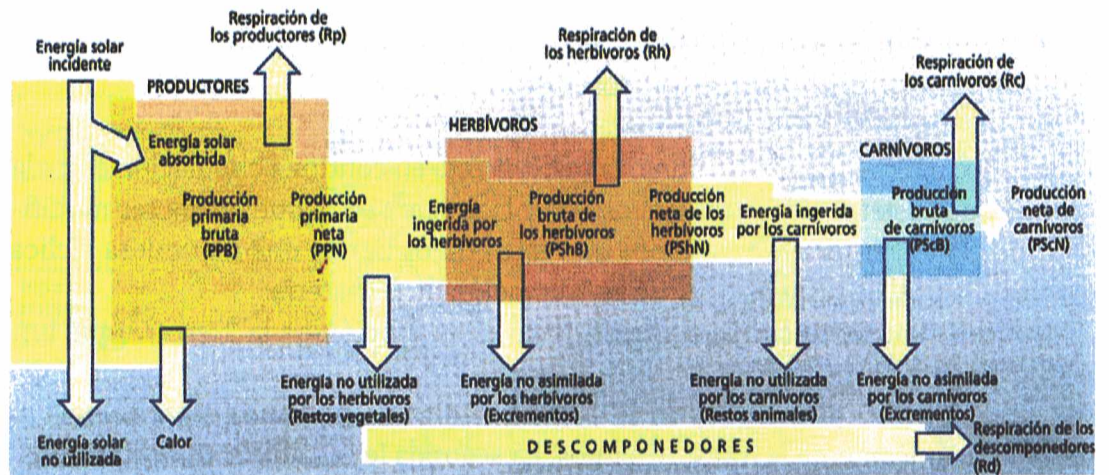 Energía solar
incidente
Respiración de
los productores (Rp)
PRODUCTORES
Energía solar
absorbida
Producción
primaria
bruta
(PPB)
Producción
primaria
neta
(PPN)
Energía solar
no utilizada
Calor
Respiración de
los herbívoros (Rh)
HERBÍVOROS
Energía
ingerida por
los herbívoros
Producción
bruta de
los herbívoros
(PShB)
Producción
neta de los
herbívoros
(PShN)
Energía no utilizada
por los herbívoros
(Restos vegetales)
Energía no asimilada
por los herbívoros
(Excrementos)
Respiración de
los carnívoros (Rc)
CARNÍVOROS
Energía ingerida
por los carnívoros
Producción
bruta
de carnívoros
(PScB)
Producción
neta de
carnívoros
(PScN)
Energía no utilizada
por los carnívoros
(Restos animales)
Energía no asimilada
por los carnívoros
(Excrementos)
DESCOMPONEDORES
Respiración de los
descomponedores
(Rd)